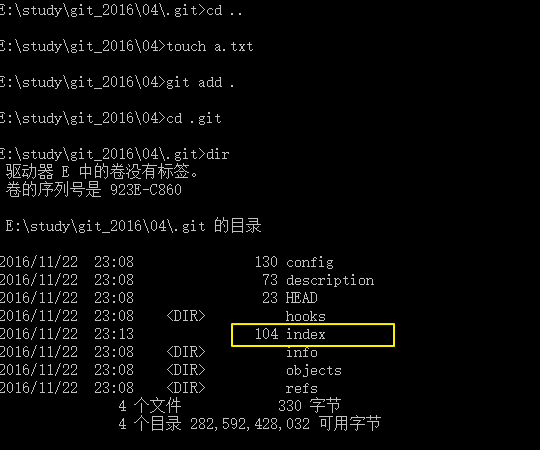 E:\study\git_2016\04\.git>cd ..
E:\study\git_2016\04>touch a.txt
E:\study\git_2016\04>git add .
E:\study\git_2016\04>cd .git
E:\study\git_2016\04\.git>dir
驱动器 E 中的卷没有标签。
卷的序列号是 923E-C860
E:\study\git_2016\04\.git 的目录
2016/11/22  23:08               130 config
2016/11/22  23:08                73 description
2016/11/22  23:08                23 HEAD
2016/11/22  23:08    <DIR>          hooks
2016/11/22  23:13               104 index
2016/11/22  23:08    <DIR>          info
2016/11/22  23:08    <DIR>          objects
2016/11/22  23:08    <DIR>          refs
4 个文件            330 字节
4 个目录 282,592,428,032 可用字节